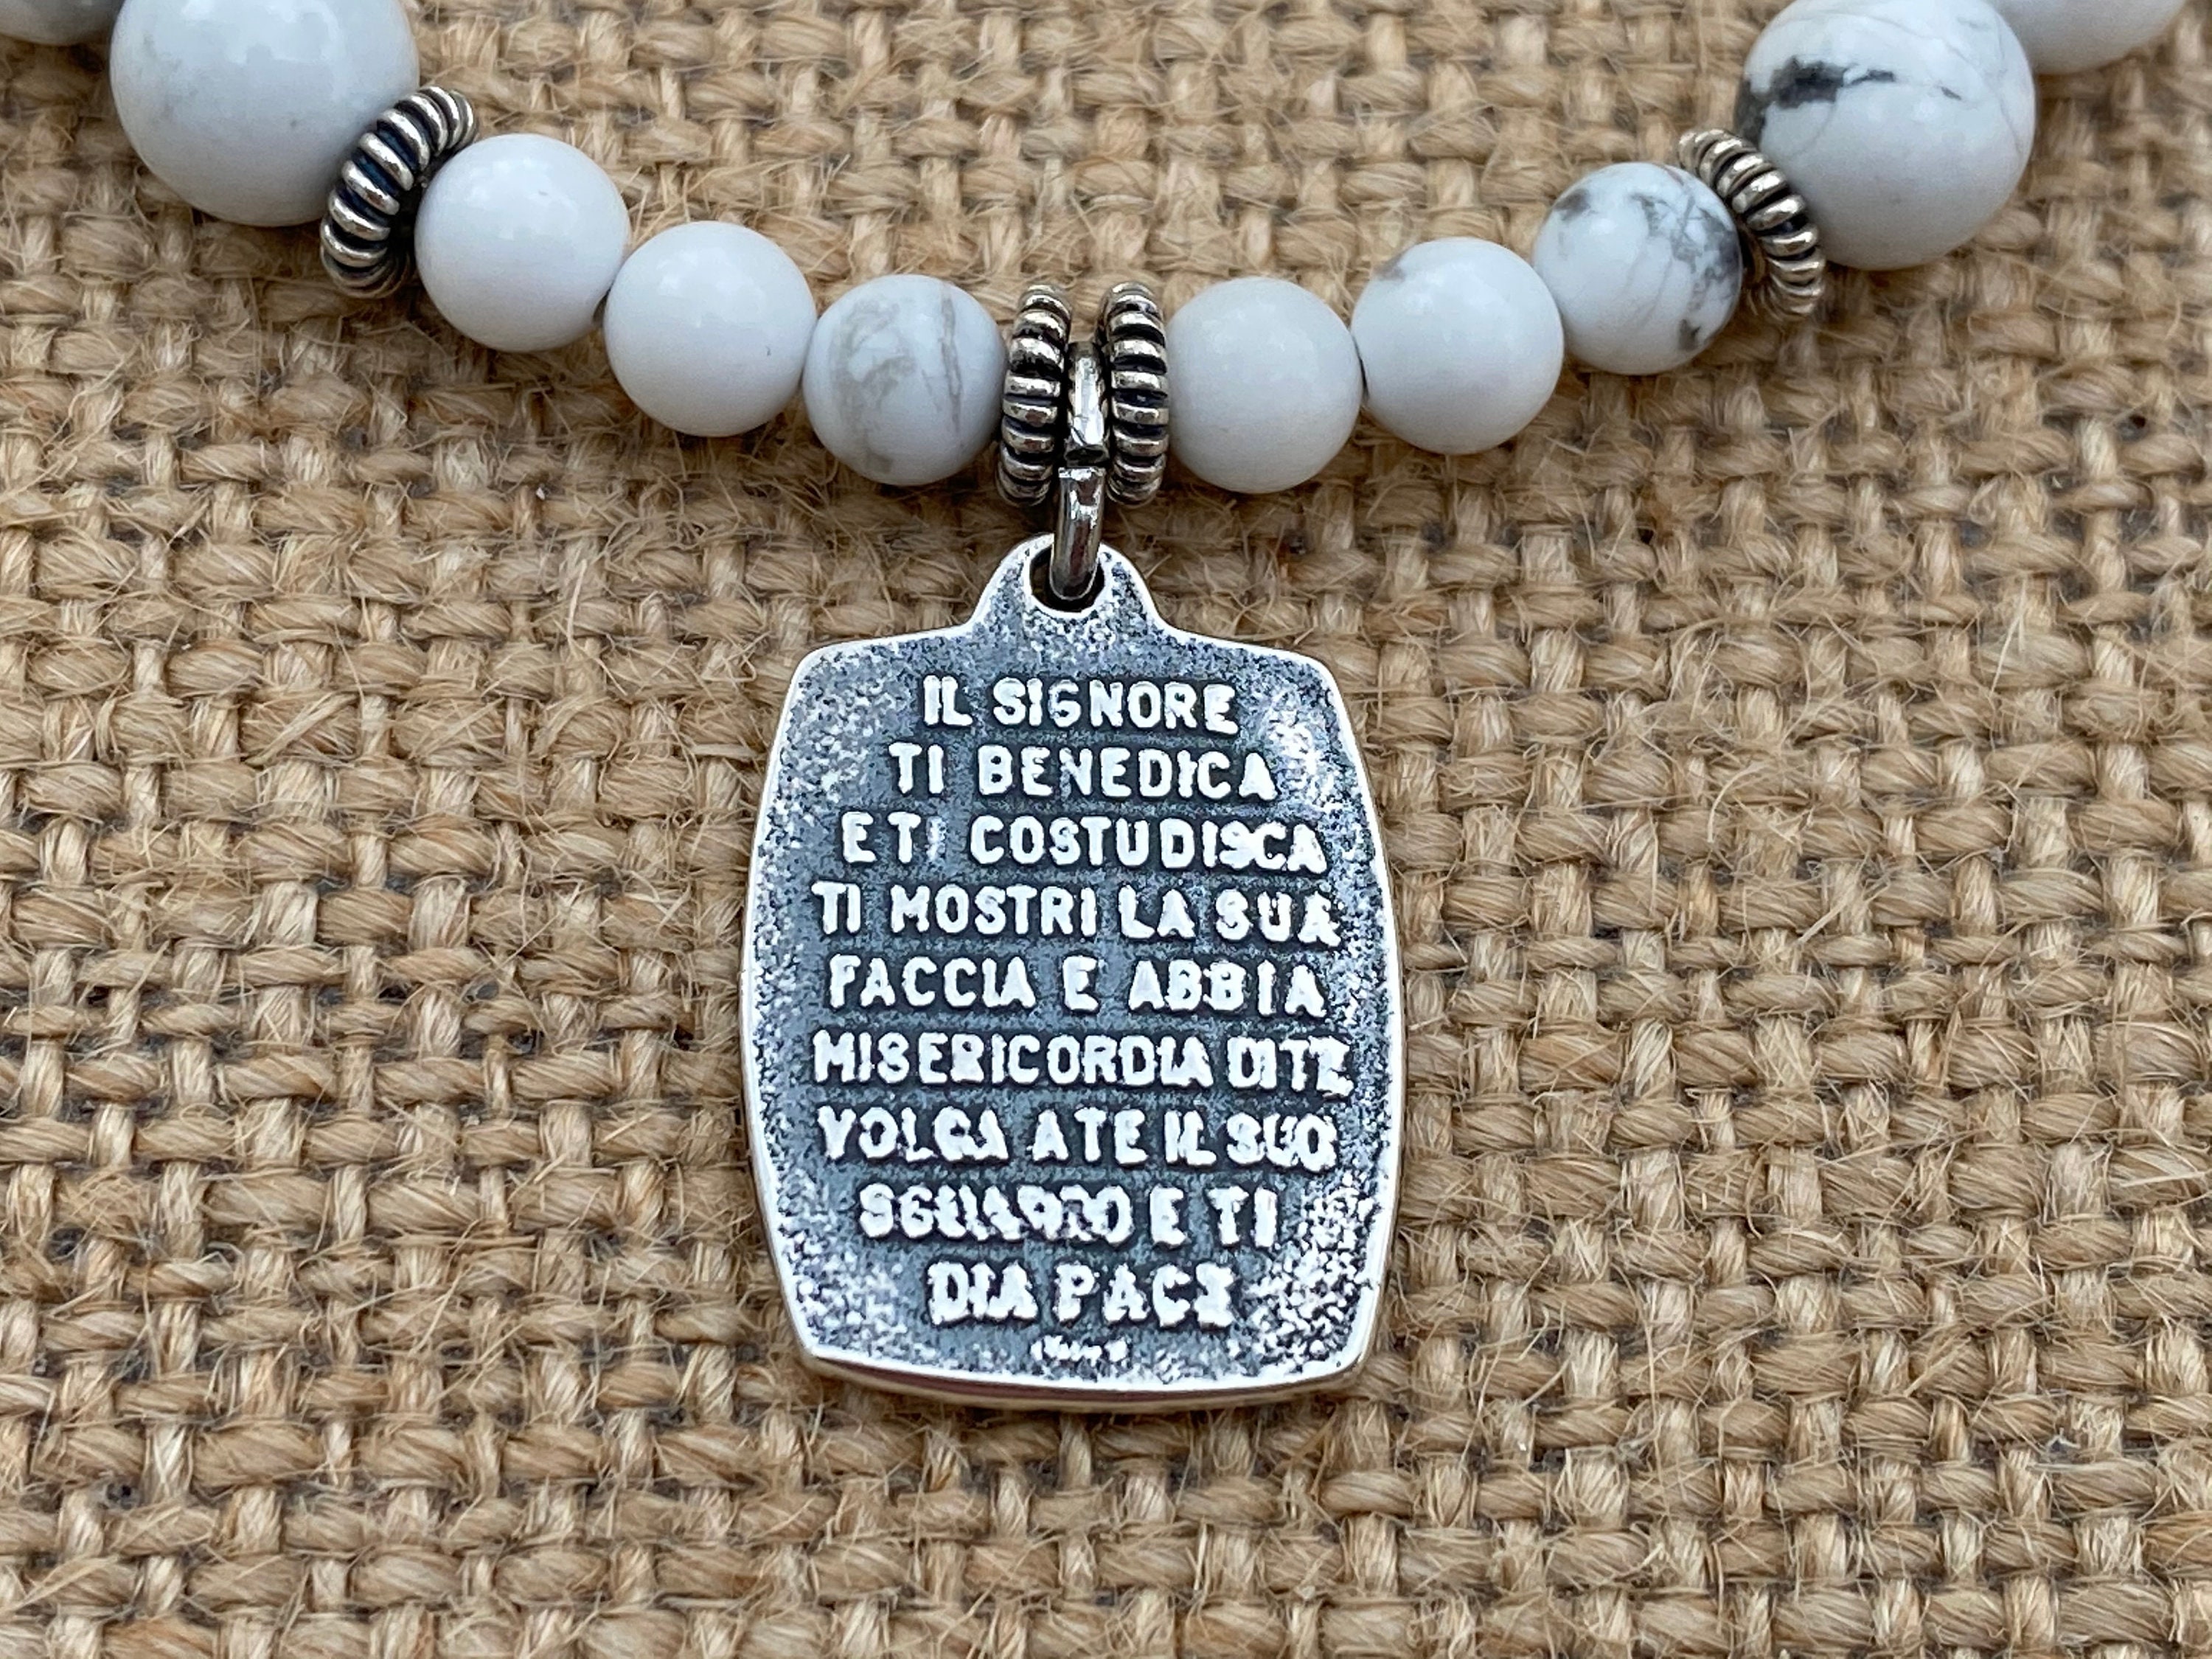 IL SIGNORE
TI BENEDICA
E TI COSTUDISCA
TI MOSTRI LA SUA
FACCIA E ABBIA
MISERICORDIA DI TE
VOLGA A TE IL SUO
SGUARDO E TI
DIA PACE